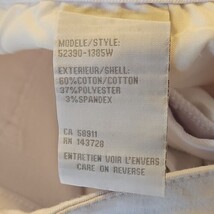 MODELE/STYLE:
52390-1385W
EXTERIEUR/SHELL:
60%COTON/COTTON
37%POLYESTER
3%SPANDEX
CA 58911
RN 143728
ENTRETIEN VOIR L'ENVERS
CARE ON REVERSE